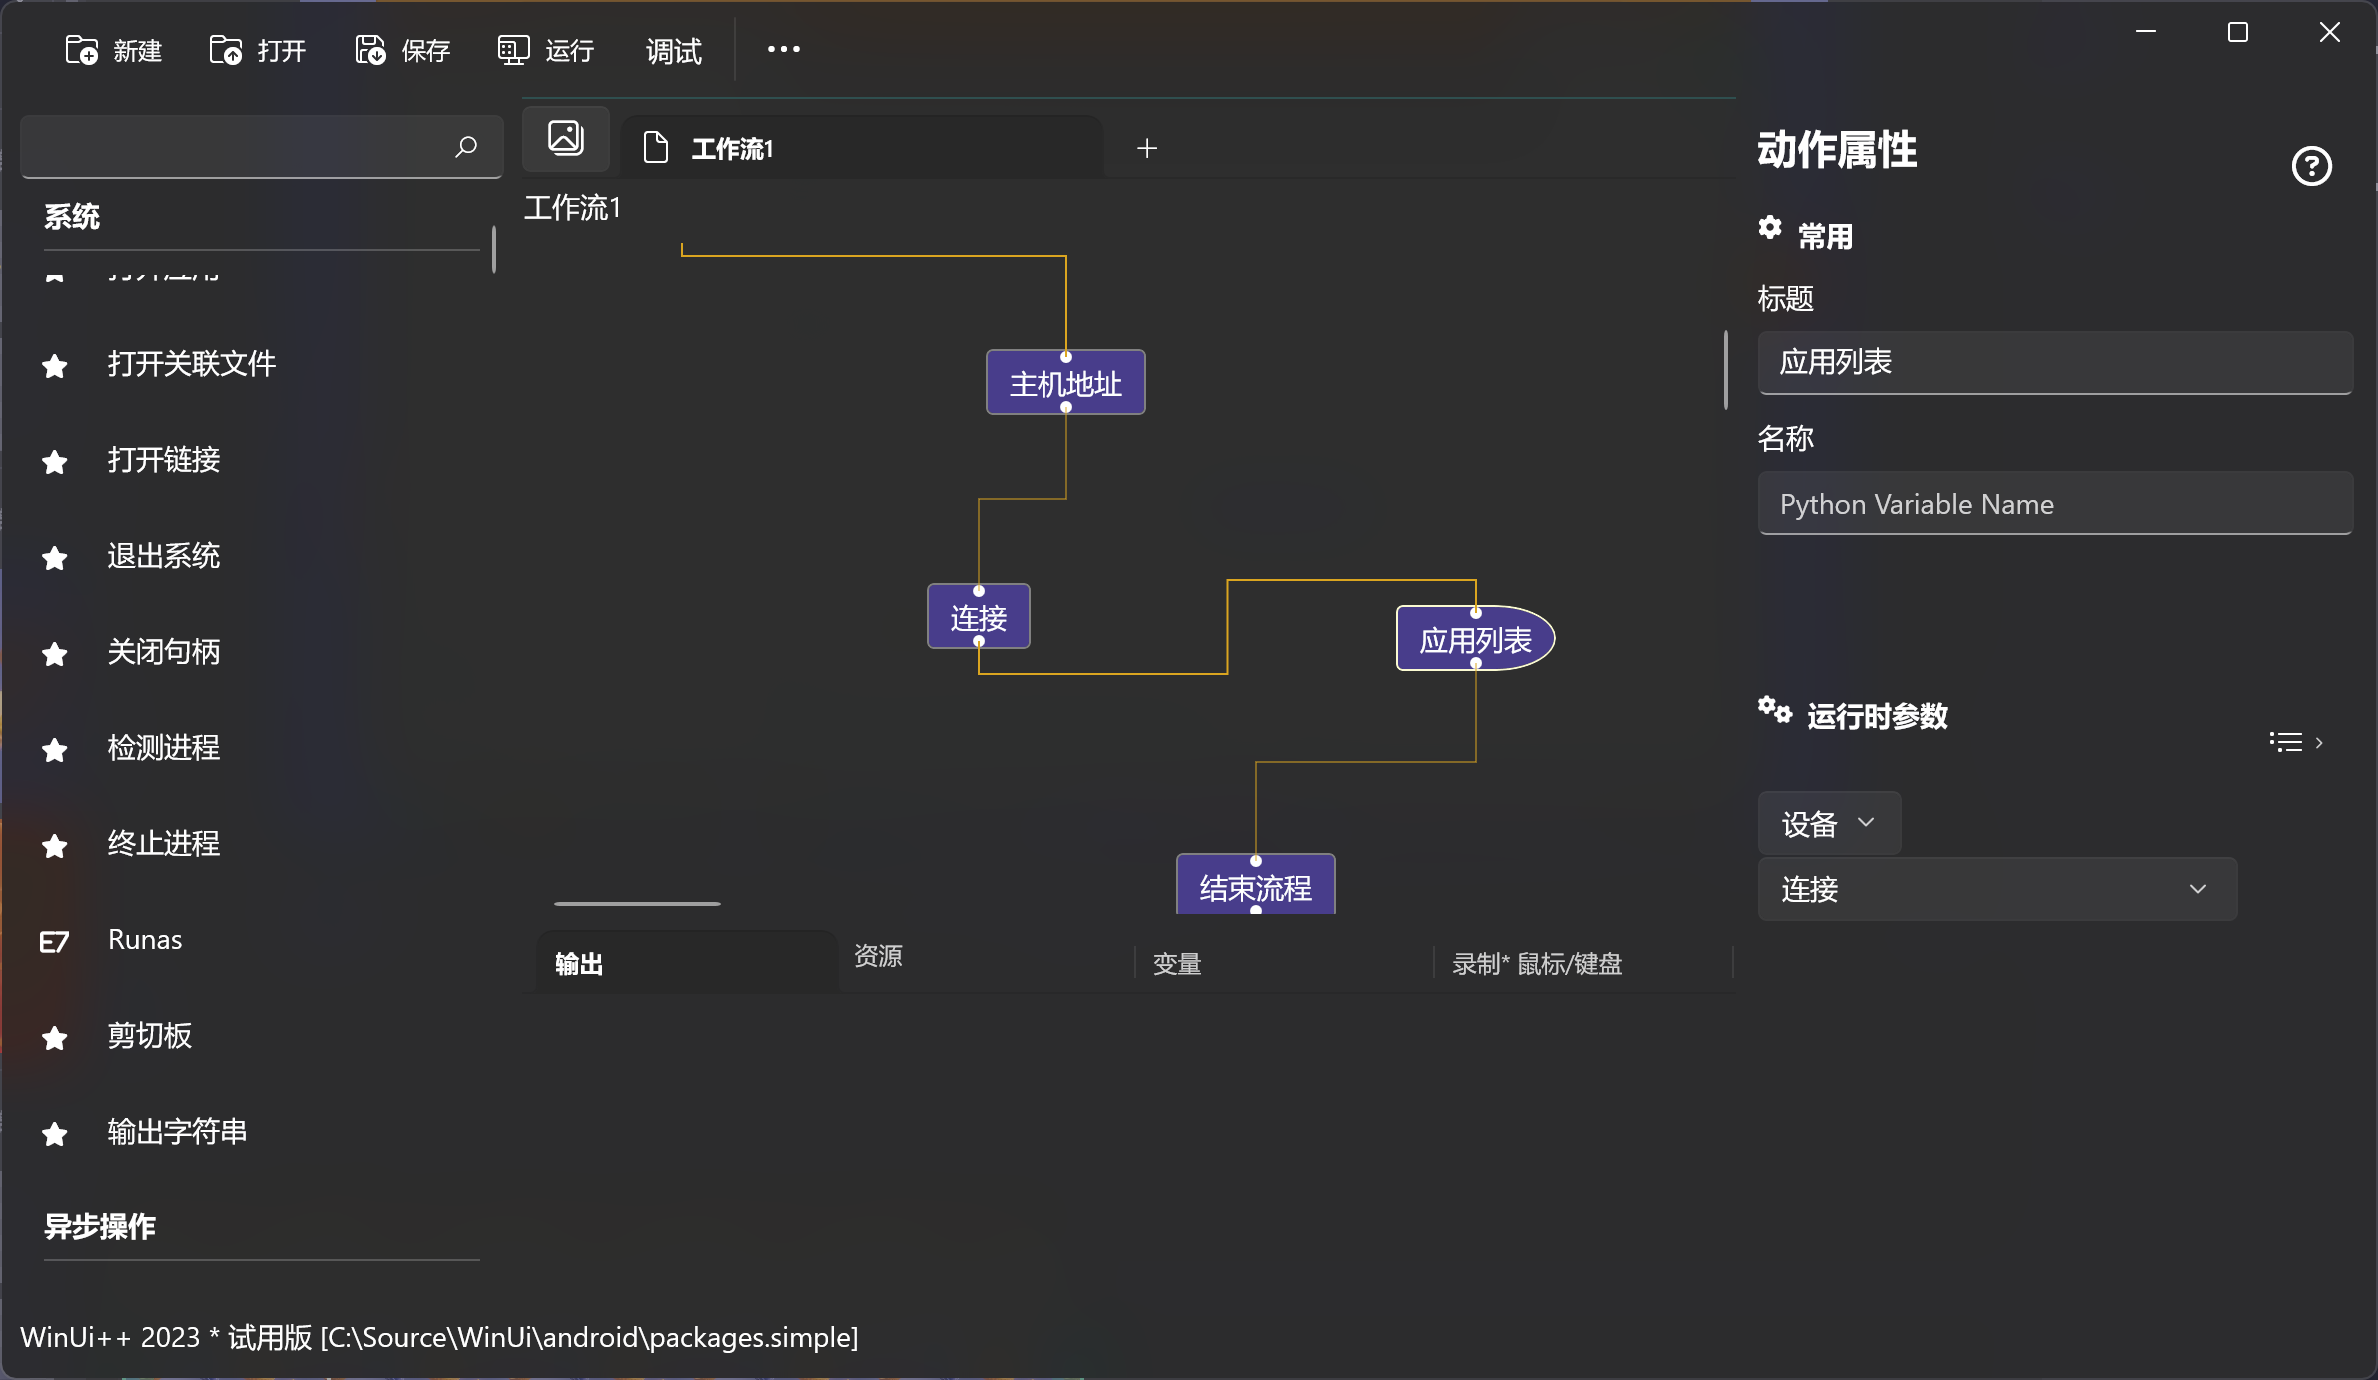 新建
打开
保存
运行
调试
系统
打开应用
打开关联文件
打开链接
退出系统
关闭句柄
检测进程
终止进程
Runas
剪切板
输出字符串
异步操作
工作流1
工作流1
主机地址
连接
应用列表
结束流程
输出
资源
变量
录制* 鼠标/键盘
动作属性
常用
标题
应用列表
名称
Python Variable Name
运行时参数
设备
连接
WinUi++ 2023 * 试用版 [C:\Source\WinUi\android\packages.simple]